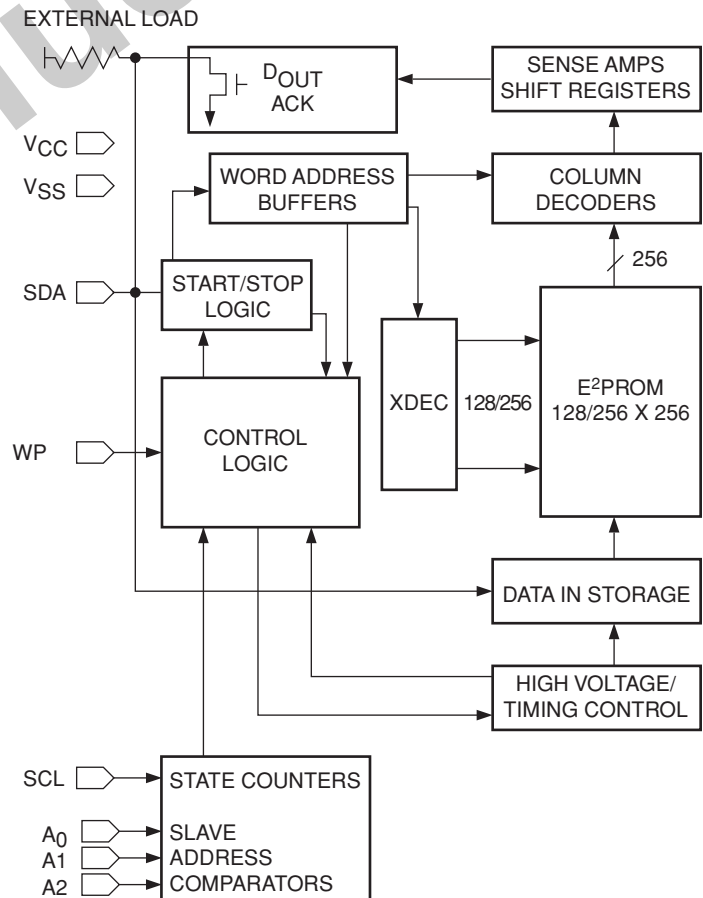 EXTERNAL LOAD
DOUT
ACK
SENSE AMPS
SHIFT REGISTERS
VCC
VSS
WORD ADDRESS
BUFFERS
COLUMN
DECODERS
256
SDA
START/STOP
LOGIC
XDEC
128/256
E²PROM
128/256 X 256
WP
CONTROL
LOGIC
DATA IN STORAGE
HIGH VOLTAGE/
TIMING CONTROL
SCL
STATE COUNTERS
A0
SLAVE
A1
ADDRESS
A2
COMPARATORS